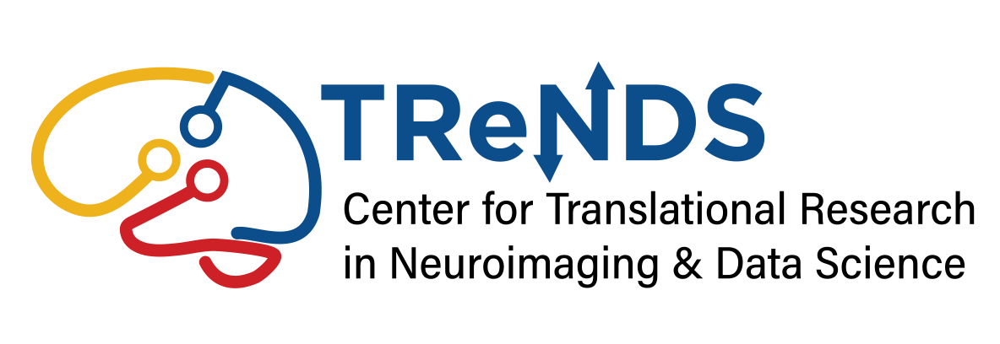 TReNDS
Center for Translational Research
in Neuroimaging & Data Science